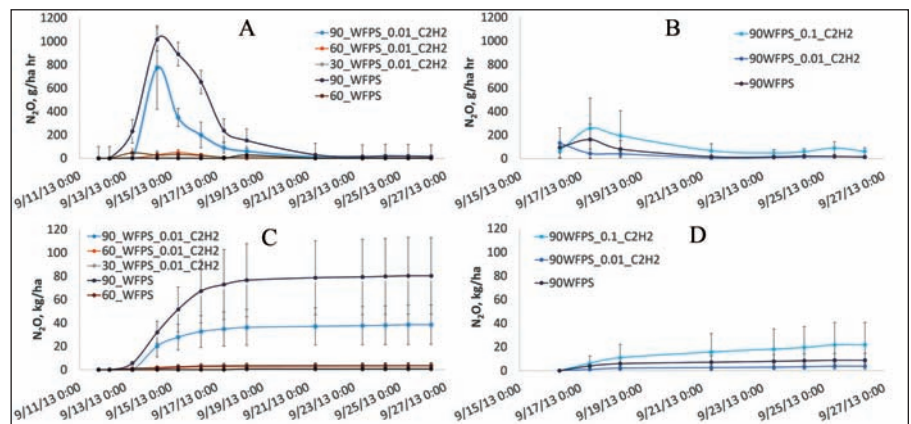 A
N₂O, g/ha hr
1200
1000
800
600
400
200
0
90_WFPS_0.01_C2H2
60_WFPS_0.01_C2H2
30_WFPS_0.01_C2H2
90_WFPS
60_WFPS
9/11/13 0:00
9/13/13 0:00
9/15/13 0:00
9/17/13 0:00
9/19/13 0:00
9/21/13 0:00
9/23/13 0:00
9/25/13 0:00
9/27/13 0:00
B
N₂O, g/ha hr
1200
1000
800
600
400
200
0
90WFPS_0.1_C2H2
90WFPS_0.01_C2H2
90WFPS
9/15/13 0:00
9/17/13 0:00
9/19/13 0:00
9/21/13 0:00
9/23/13 0:00
9/25/13 0:00
9/27/13 0:00
C
N₂O, kg/ha
120
100
80
60
40
20
0
90_WFPS_0.01_C2H2
60_WFPS_0.01_C2H2
30_WFPS_0.01_C2H2
90_WFPS
60_WFPS
9/11/13 0:00
9/13/13 0:00
9/15/13 0:00
9/17/13 0:00
9/19/13 0:00
9/21/13 0:00
9/23/13 0:00
9/25/13 0:00
9/27/13 0:00
D
N₂O, kg/ha
120
100
80
60
40
20
0
90WFPS_0.1_C2H2
90WFPS_0.01_C2H2
90WFPS
9/15/13 0:00
9/17/13 0:00
9/19/13 0:00
9/21/13 0:00
9/23/13 0:00
9/25/13 0:00
9/27/13 0:00